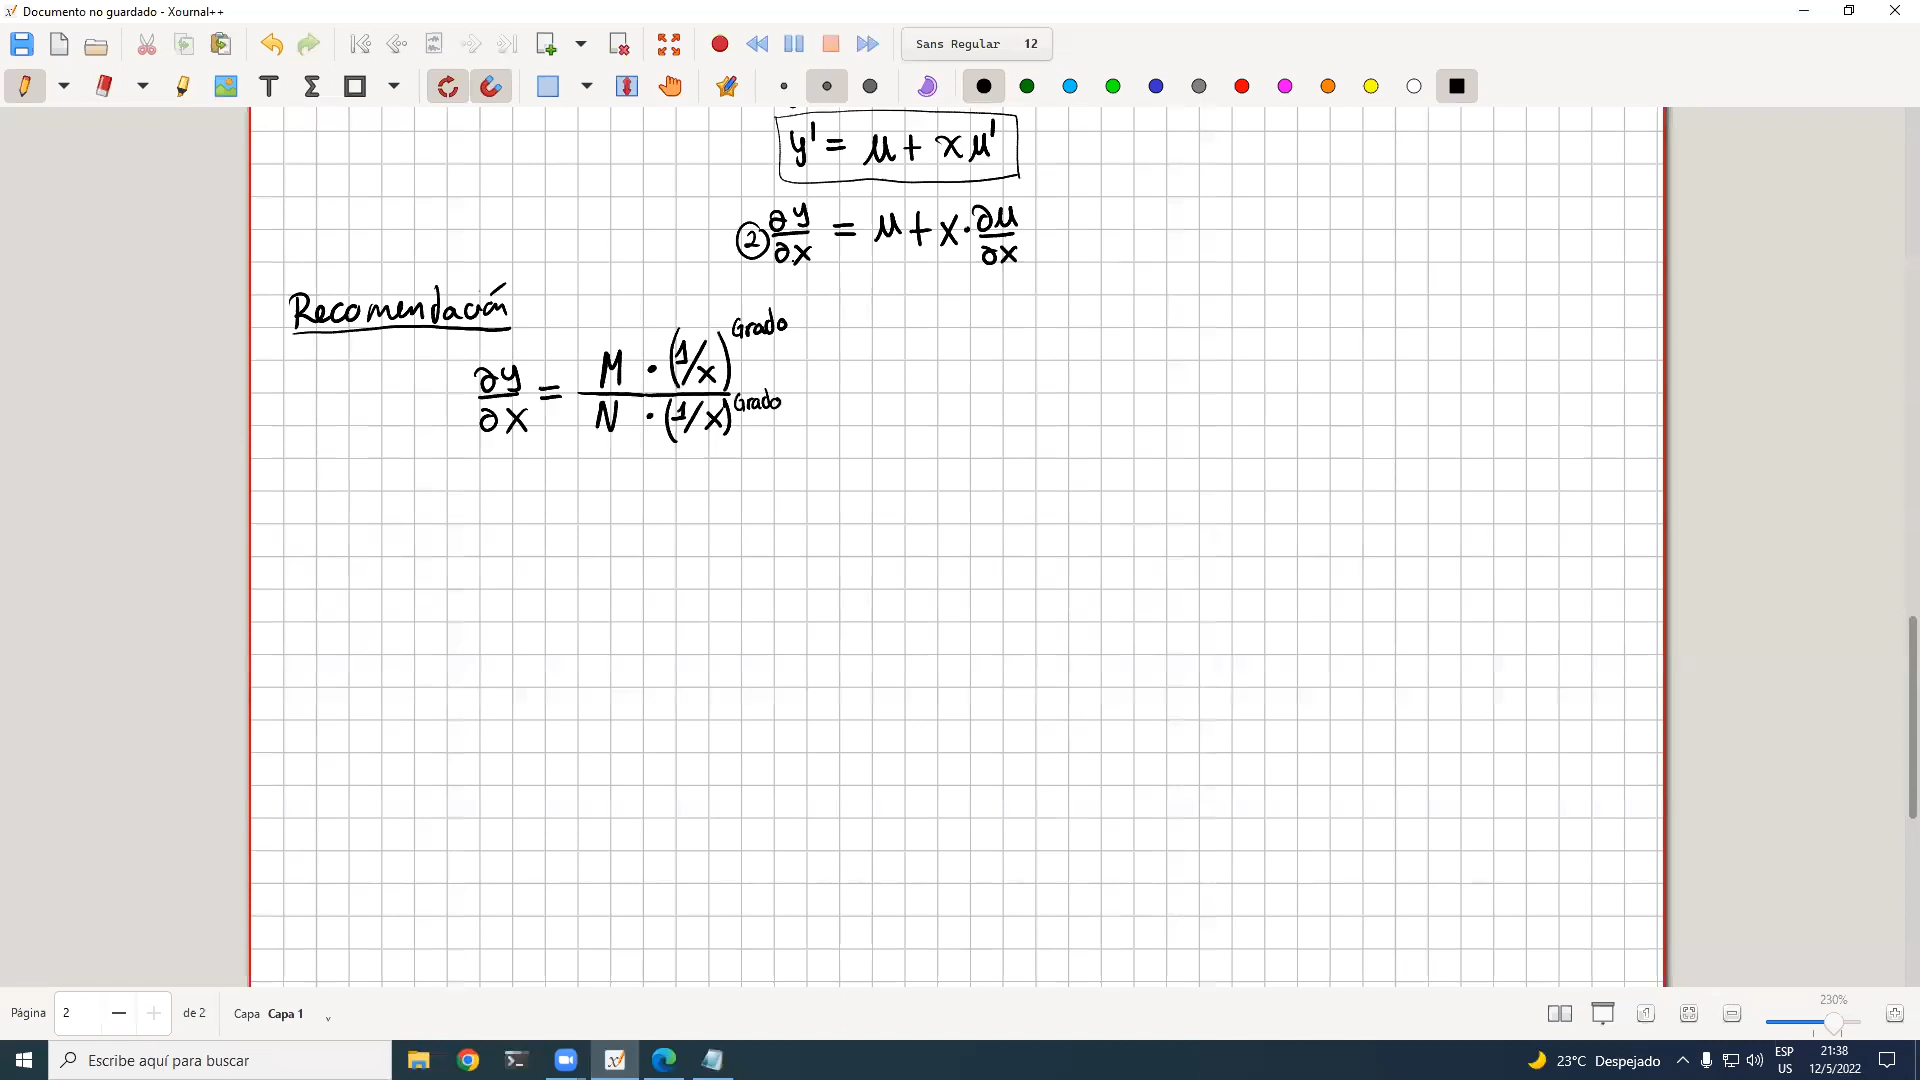 Documento no guardado - Xournal++
Sans Regular 12
y' = μ + xμ'
② ∂y/∂x = μ + x · ∂μ/∂x
Recomendación
∂y/∂x = M · (1/x)^Grado / N · (1/x)^Grado
Página 2 de 2 Capa Capa 1
230%
Escribe aquí para buscar
23°C Despejado
ESP
US
21:38
12/5/2022